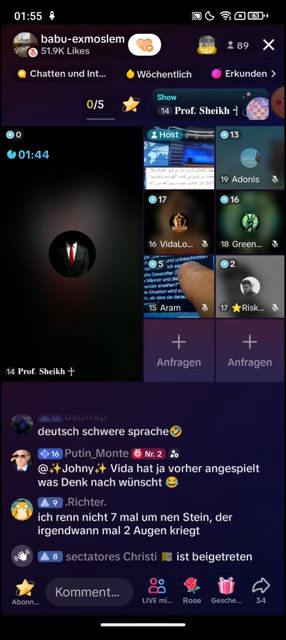 01:55
63
babu-exmoslem
51.9K Likes
89
Chatten und Int...
Wöchentlich
Erkunden
0/5
Show
14 Prof. Sheikh
0
01:44
Host
13
19 Adonis
17
16 VidaLo...
16
18 Green...
5
15 Aram
2
17 ⭐Risk...
14 Prof. Sheikh
Anfragen
Anfragen
deutsch schwere sprache🤣
16 Putin_Monte Nr. 2
@✨Johny✨ Vida hat ja vorher angespielt
was Denk nach wünscht 😂
9 .Richter.
ich renn nicht 7 mal um nen Stein, der
irgendwann mal 2 Augen kriegt
8 sectatores Christi ist beigetreten
Abonn...
Komment...
LIVE mi...
Rose
Gesche...
34